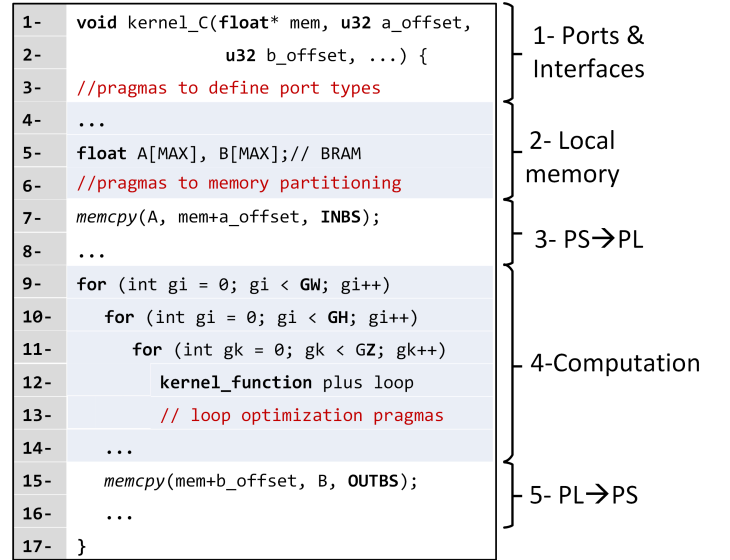 1- void kernel_C(float* mem, u32 a_offset,
2- u32 b_offset, ...) {
3- //pragmas to define port types
4- ...
5- float A[MAX], B[MAX];// BRAM
6- //pragmas to memory partitioning
7- memcpy(A, mem+a_offset, INBS);
8- ...
9- for (int gi = 0; gi < GW; gi++)
10- for (int gi = 0; gi < GH; gi++)
11- for (int gk = 0; gk < GZ; gk++)
12- kernel_function plus loop
13- // loop optimization pragmas
14- ...
15- memcpy(mem+b_offset, B, OUTBS);
16- ...
17- }
1- Ports &
Interfaces
2- Local
memory
3- PS→PL
4-Computation
5- PL→PS